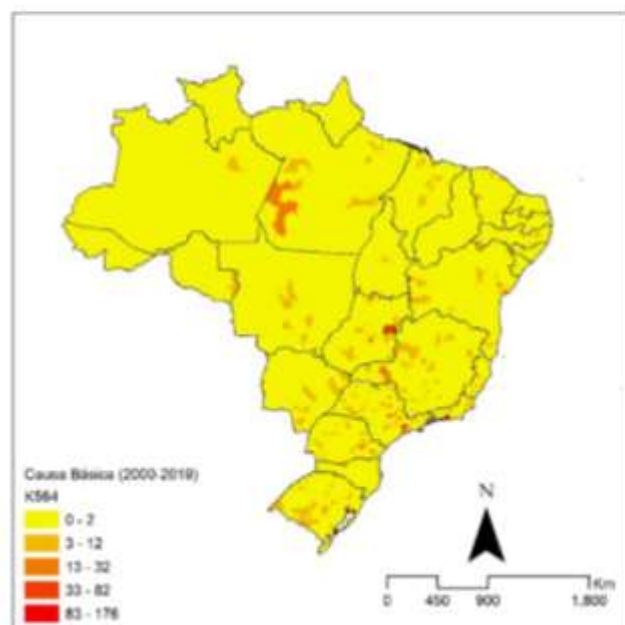 Causa Básica (2000-2019)
K564
0 - 2
3 - 12
13 - 32
33 - 82
83 - 176
N
Km
0 450 900 1,800